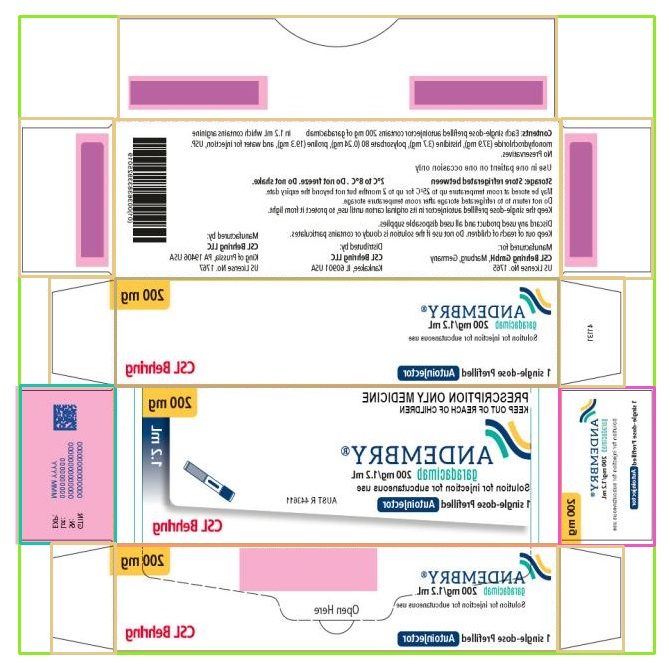 Contents: Each single-dose prefilled autoinjector contains 200 mg of garadacimab in 1.2 mL which contains arginine
monohydrochloride (37.9 mg), histidine (3.7 mg), polysorbate 80 (0.24 mg), proline (19.3 mg), and water for injection, USP.
No Preservatives.
Use in one patient on one occasion only
Storage: Store refrigerated between 2°C to 8°C. Do not freeze. Do not shake.
May be stored at room temperature up to 25°C for up to 2 months but not beyond the expiry date.
Do not return to refrigerated storage after room temperature storage.
Keep this single-dose prefilled autoinjector in its original carton until use, to protect it from light.
Discard any used product and all used disposable supplies.
Keep out of reach of children. Do not use if the solution is cloudy or contains particulates.
Manufactured for:
CSL Behring GmbH, Marburg, Germany
US License No. 1765
Distributed by:
CSL Behring LLC
Kankakee, IL 60901 USA
Manufactured by:
CSL Behring LLC
King of Prussia, PA 19406 USA
US License No. 1767
200 mg
ANDEMBRY®
garadacimab 200 mg/1.2 mL
Solution for injection for subcutaneous use
1 single-dose Prefilled Autoinjector
CSL Behring
41131
PRESCRIPTION ONLY MEDICINE
KEEP OUT OF REACH OF CHILDREN
200 mg
1.2 mL
ANDEMBRY®
garadacimab 200 mg/1.2 mL
Solution for injection for subcutaneous use
1 single-dose Prefilled Autoinjector
AUST R 443611
CSL Behring
YYYY MMM
1 single-dose Prefilled Autoinjector
Solution for injection for subcutaneous use
garadacimab 200 mg/1.2 mL
ANDEMBRY®
200 mg
200 mg
ANDEMBRY®
garadacimab 200 mg/1.2 mL
Solution for injection for subcutaneous use
Open Here
1 single-dose Prefilled Autoinjector
CSL Behring